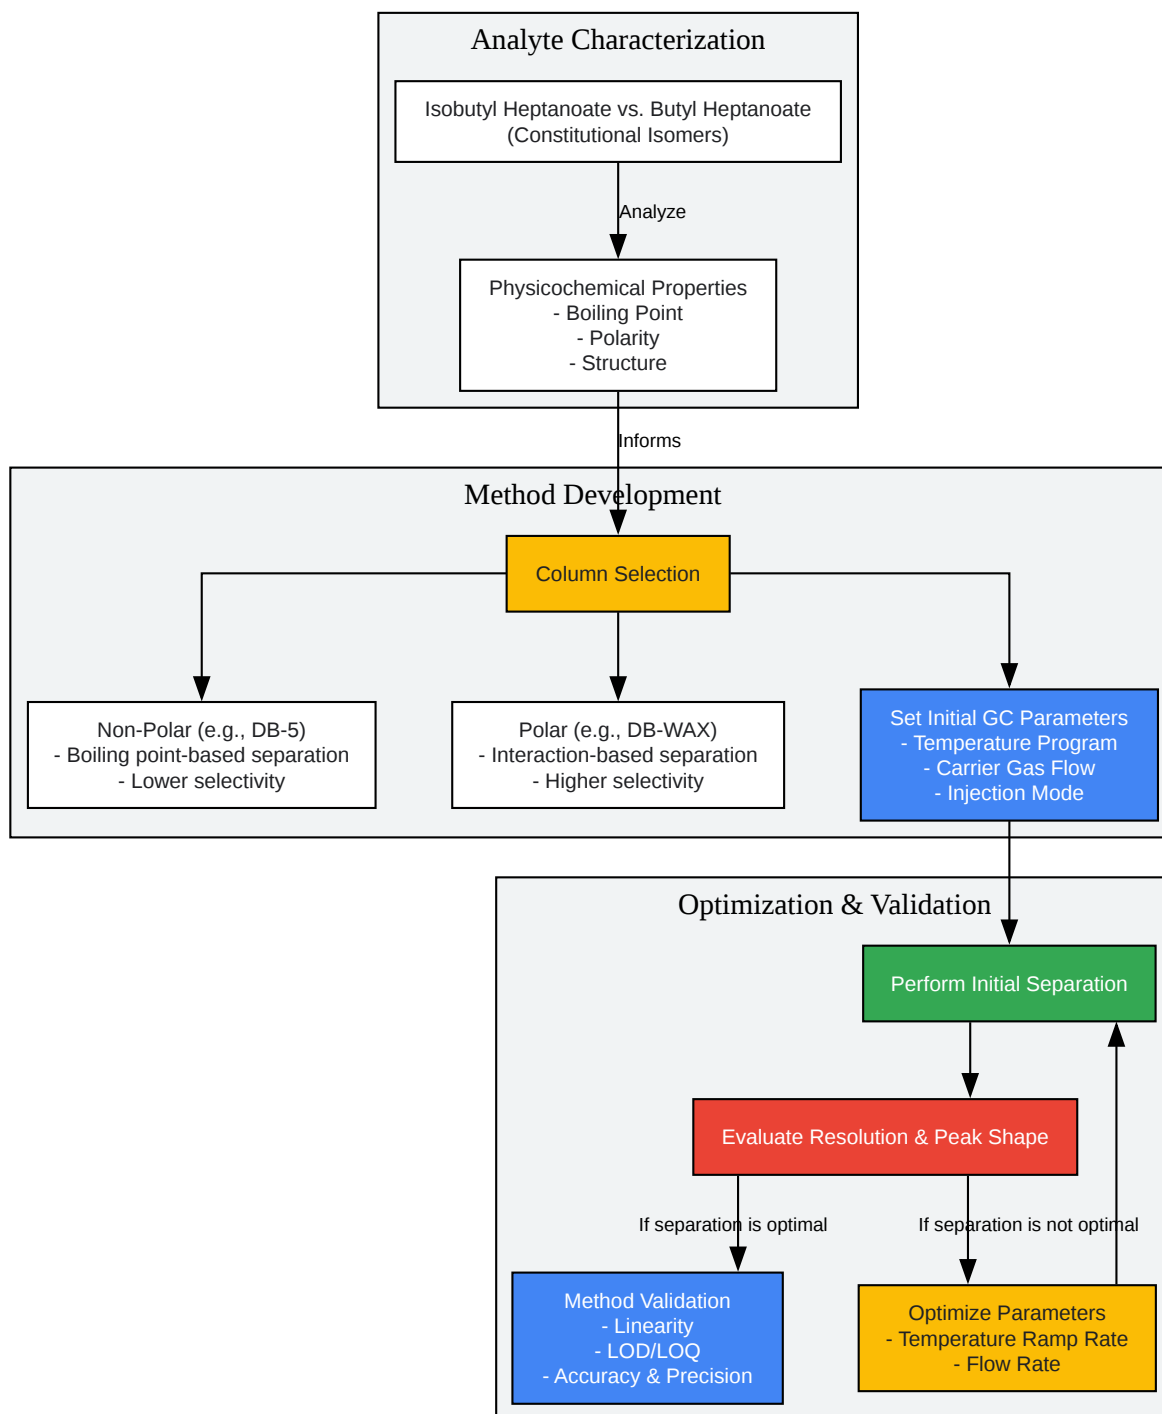 Analyte Characterization
Isobutyl Heptanoate vs. Butyl Heptanoate
(Constitutional Isomers)
Analyze
Physicochemical Properties
- Boiling Point
- Polarity
- Structure
Informs
Method Development
Column Selection
Non-Polar (e.g., DB-5)
- Boiling point-based separation
- Lower selectivity
Polar (e.g., DB-WAX)
- Interaction-based separation
- Higher selectivity
Set Initial GC Parameters
- Temperature Program
- Carrier Gas Flow
- Injection Mode
Optimization & Validation
Perform Initial Separation
Evaluate Resolution & Peak Shape
If separation is optimal
If separation is not optimal
Method Validation
- Linearity
- LOD/LOQ
- Accuracy & Precision
Optimize Parameters
- Temperature Ramp Rate
- Flow Rate